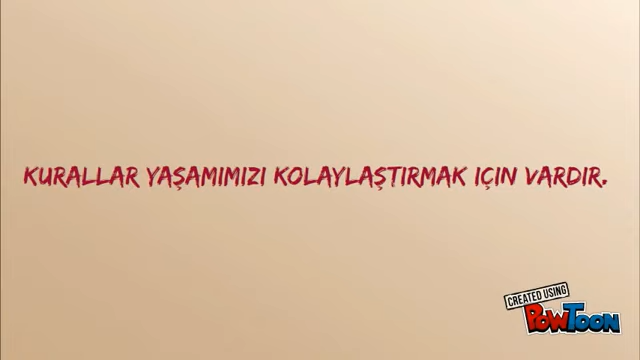 KURALLAR YAŞAMIMIZI KOLAYLAŞTIRMAK IÇIN VARDIR.
CREATED USING
POWTOON